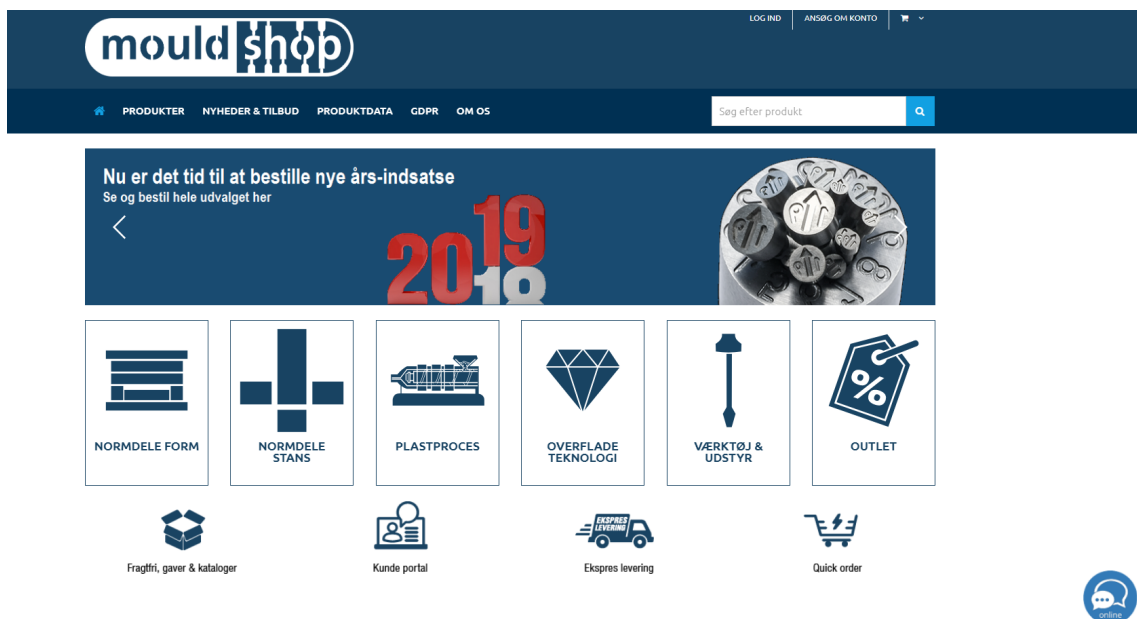 LOG IND
ANSØG OM KONTO
mould shop
PRODUKTER
NYHEDER & TILBUD
PRODUKTDATA
GDPR
OM OS
Søg efter produkt
Nu er det tid til at bestille nye års-indsatse
Se og bestil hele udvalget her
2019
18
NORMDELE FORM
NORMDELE
STANS
PLASTPROCES
OVERFLADE
TEKNOLOGI
VÆRKTØJ &
UDSTYR
%
OUTLET
EKSPRES
LEVERING
Fragtfri, gaver & kataloger
Kunde portal
Ekspres levering
Quick order
online